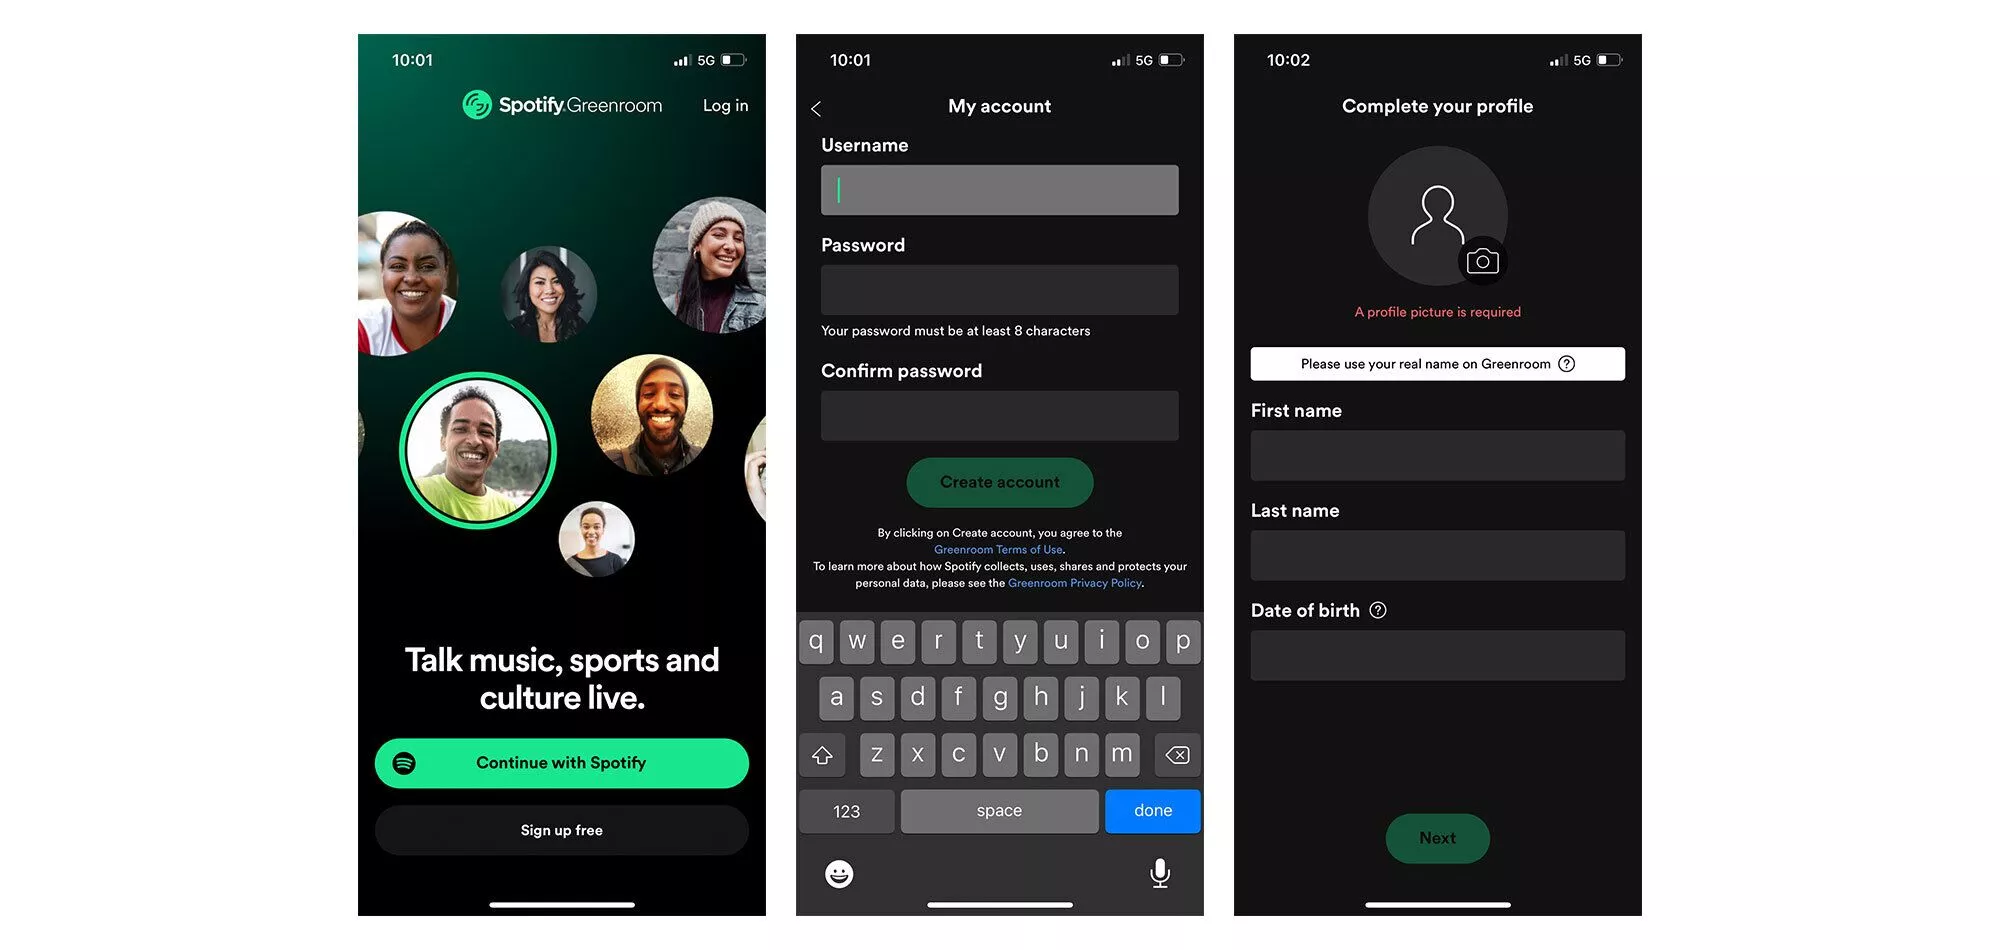 10:01
5G
Spotify Greenroom
Log in
Talk music, sports and
culture live.
Continue with Spotify
Sign up free
10:01
5G
My account
Username
Password
Your password must be at least 8 characters
Confirm password
Create account
By clicking on Create account, you agree to the
Greenroom Terms of Use.
To learn more about how Spotify collects, uses, shares and protects your
personal data, please see the Greenroom Privacy Policy.
q w e r t y u i o p
a s d f g h j k l
z x c v b n m
123 space done
10:02
5G
Complete your profile
A profile picture is required
Please use your real name on Greenroom ?
First name
Last name
Date of birth ?
Next